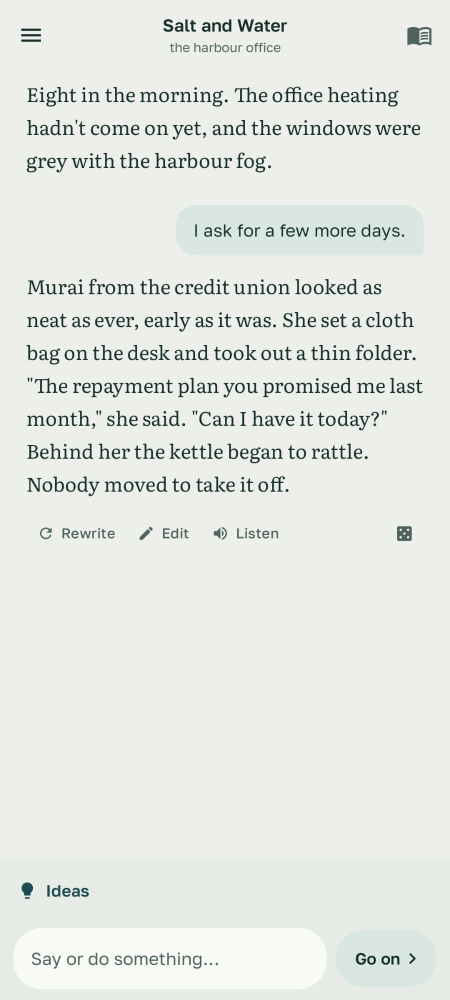 Salt and Water
the harbour office
Eight in the morning. The office heating
hadn't come on yet, and the windows were
grey with the harbour fog.
I ask for a few more days.
Murai from the credit union looked as
neat as ever, early as it was. She set a cloth
bag on the desk and took out a thin folder.
"The repayment plan you promised me last
month," she said. "Can I have it today?"
Behind her the kettle began to rattle.
Nobody moved to take it off.
Rewrite Edit Listen
Ideas
Say or do something...
Go on